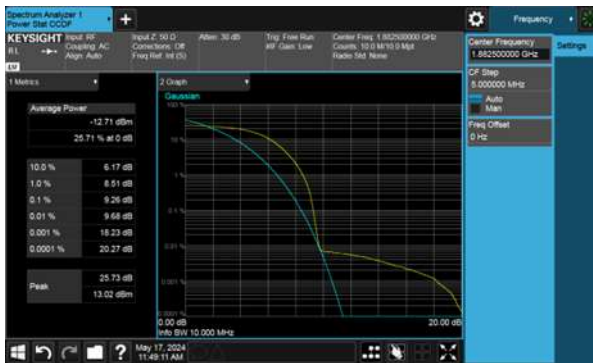 Spectrum Analyzer 1
Power Stat CCDF
+
Frequency
KEYSIGHT
Input: RF
Input Z: 50 Ω
Atten: 30 dB
Trig: Free Run
Center Freq: 1.882500000 GHz
RL
Coupling: AC
Corrections: Off
#IF Gain: Low
Counts: 10.0 M/10.0 Mpt
Align: Auto
Freq Ref: Int (S)
Radio Std: None
Center Frequency
1.882500000 GHz
Settings
CF Step
5.000000 MHz
Auto
Man
Freq Offset
0 Hz
1 Metrics
2 Graph
Gaussian
Average Power
-12.71 dBm
25.71 % at 0 dB
10.0 %
6.17 dB
1.0 %
8.51 dB
0.1 %
9.26 dB
0.01 %
9.68 dB
0.001 %
18.23 dB
0.0001 %
20.27 dB
Peak
25.73 dB
13.02 dBm
100 %
10 %
1 %
0.1 %
0.01 %
0.001 %
0.0001 %
0.00 dB
20.00 dB
Info BW 10.000 MHz
?
May 17, 2024
11:49:11 AM